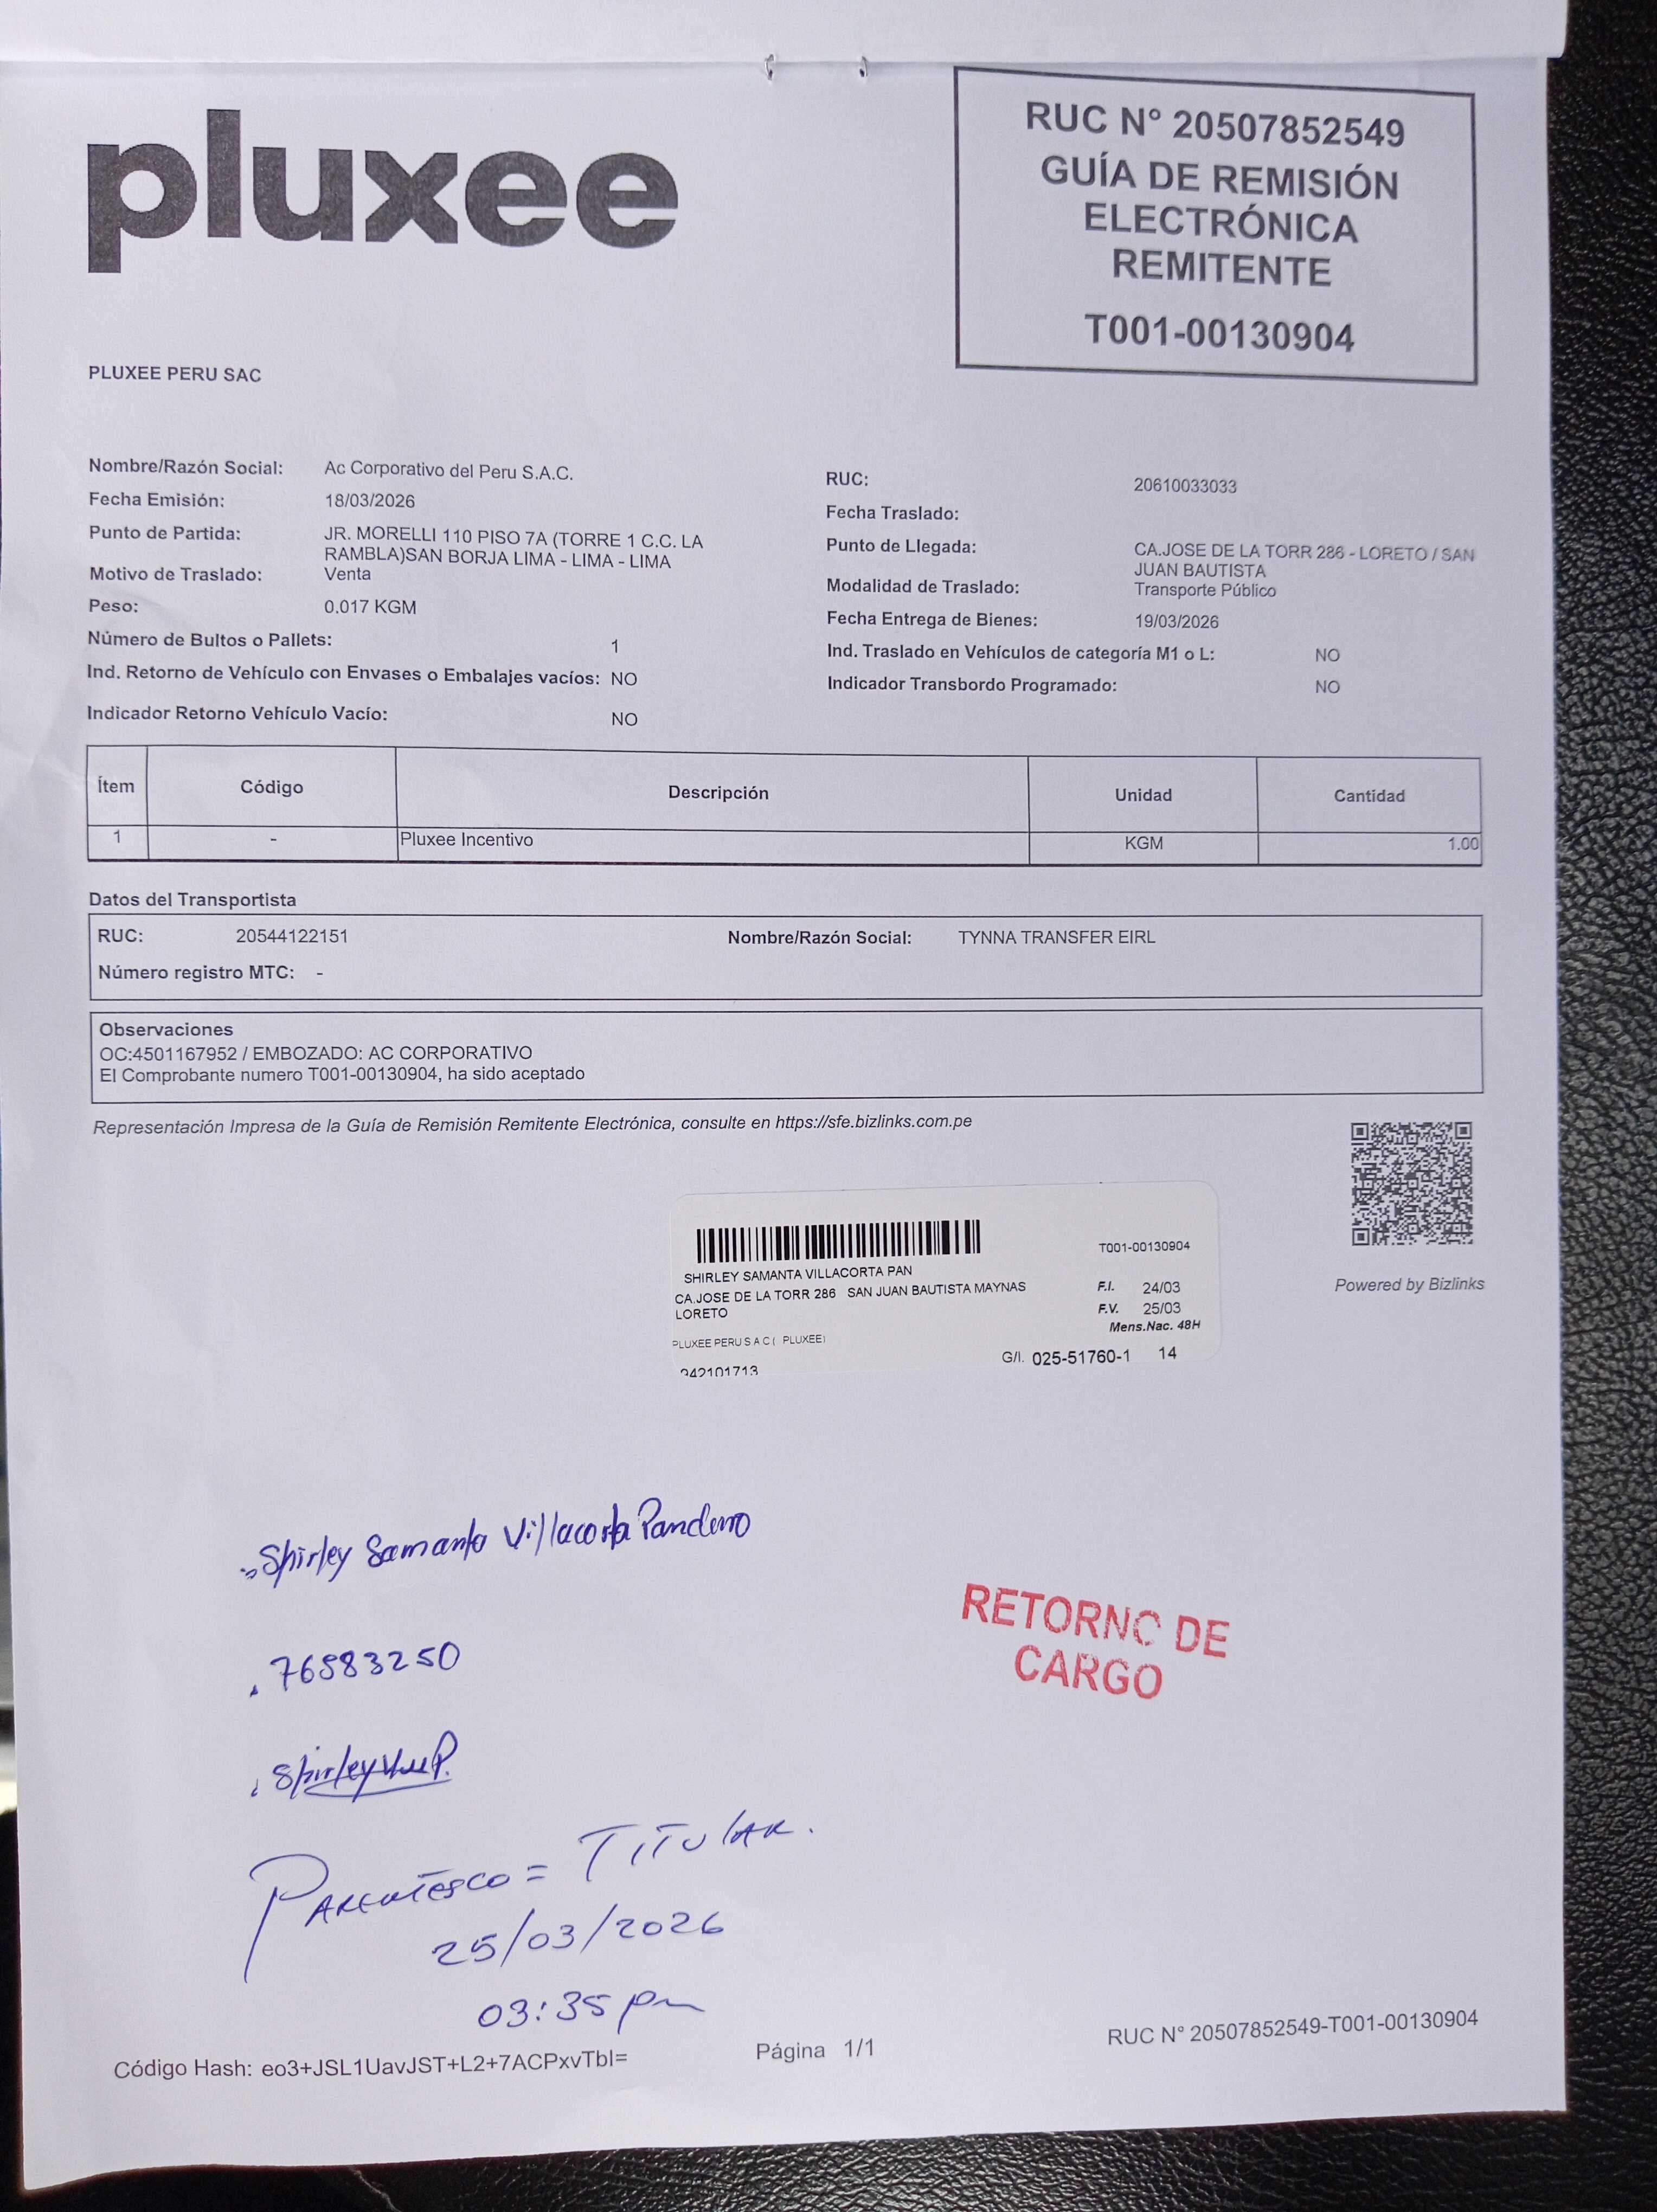 pluxee
RUC N° 20507852549
GUÍA DE REMISIÓN
ELECTRÓNICA
REMITENTE
T001-00130904
PLUXEE PERU SAC
Nombre/Razón Social: Ac Corporativo del Peru S.A.C.
Fecha Emisión: 18/03/2026
Punto de Partida: JR. MORELLI 110 PISO 7A (TORRE 1 C.C. LA
RAMBLA)SAN BORJA LIMA - LIMA - LIMA
Motivo de Traslado: Venta
Peso: 0.017 KGM
Número de Bultos o Pallets: 1
Ind. Retorno de Vehículo con Envases o Embalajes vacíos: NO
Indicador Retorno Vehículo Vacío: NO
RUC: 20610033033
Fecha Traslado:
Punto de Llegada: CA.JOSE DE LA TORR 286 - LORETO / SAN
JUAN BAUTISTA
Modalidad de Traslado: Transporte Público
Fecha Entrega de Bienes: 19/03/2026
Ind. Traslado en Vehículos de categoría M1 o L: NO
Indicador Transbordo Programado: NO
Ítem Código Descripción Unidad Cantidad
1 - Pluxee Incentivo KGM 1.00
Datos del Transportista
RUC: 20544122151 Nombre/Razón Social: TYNNA TRANSFER EIRL
Número registro MTC: -
Observaciones
OC:4501167952 / EMBOZADO: AC CORPORATIVO
El Comprobante numero T001-00130904, ha sido aceptado
Representación Impresa de la Guía de Remisión Remitente Electrónica, consulte en https://sfe.bizlinks.com.pe
Powered by Bizlinks
T001-00130904
SHIRLEY SAMANTA VILLACORTA PAN
CA.JOSE DE LA TORR 286 SAN JUAN BAUTISTA MAYNAS
LORETO
F.I. 24/03
F.V. 25/03
Mens.Nac. 48H
PLUXEE PERU S A C ( PLUXEE)
G/I. 025-51760-1 14
942101713
Shirley Samanta Villacorta Panduro
76583250
RETORNO DE
CARGO
Parentesco = Titular.
25/03/2026
03:35 pm
Código Hash: eo3+JSL1UavJST+L2+7ACPxvTbI=
Página 1/1
RUC N° 20507852549-T001-00130904